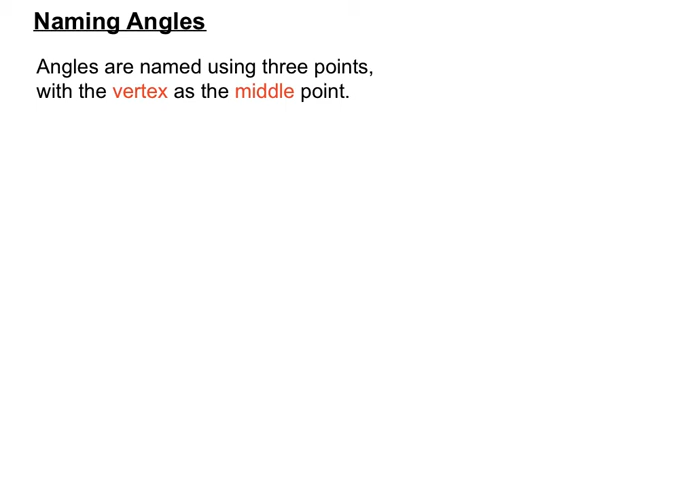 Naming Angles
Angles are named using three points,
with the vertex as the middle point.